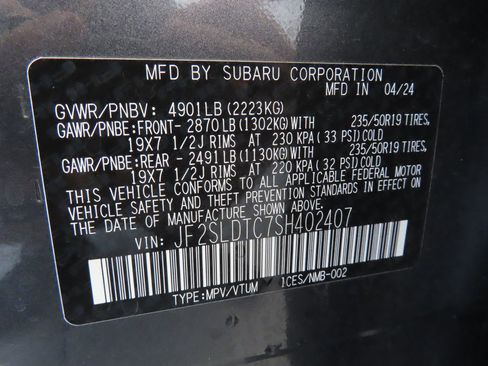 MFD BY SUBARU CORPORATION
MFD IN 04/24
GVWR/PNBV: 4901LB(2223KG)
GAWR/PNBE:FRONT- 2870LB(1302KG)WITH 235/50R19 TIRES,
19X7 1/2J RIMS AT 230 KPA (33 PSI)COLD
GAWR/PNBE:REAR - 2491LB(1130KG)WITH 235/50R19 TIRES,
19X7 1/2J RIMS AT 220 KPA (32 PSI)COLD
THIS VEHICLE CONFORMS TO ALL APPLICABLE FEDERAL MOTOR
VEHICLE SAFETY AND THEFT PREVENTION STANDARDS IN EFFECT ON
THE DATE OF MANUFACTURE SHOWN ABOVE.
VIN: JF2SLDTC7SH402407
TYPE:MPV/VTUM 1CES/NMB-002